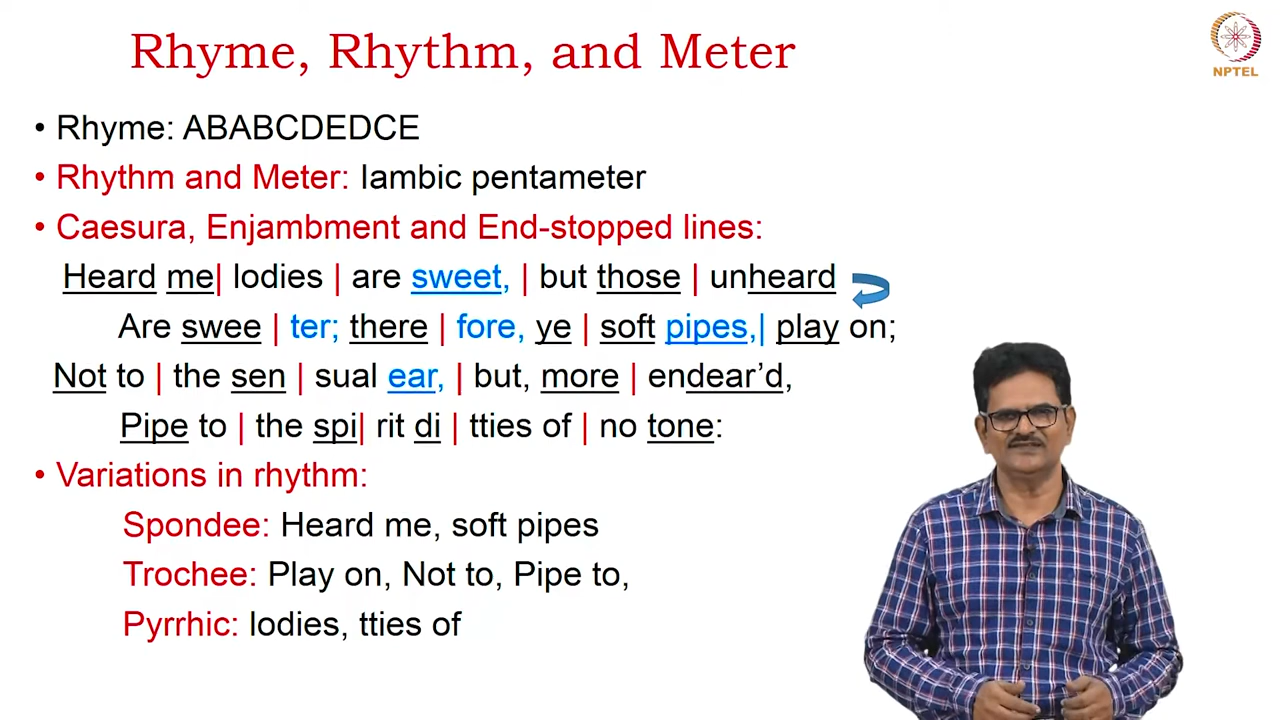 Rhyme, Rhythm, and Meter
NPTEL
• Rhyme: ABABCDEDCE
• Rhythm and Meter: Iambic pentameter
• Caesura, Enjambment and End-stopped lines:
Heard me| lodies | are sweet, | but those | unheard
Are swee | ter; there | fore, ye | soft pipes,| play on;
Not to | the sen | sual ear, | but, more | endear'd,
Pipe to | the spi| rit di | tties of | no tone:
• Variations in rhythm:
Spondee: Heard me, soft pipes
Trochee: Play on, Not to, Pipe to,
Pyrrhic: lodies, tties of